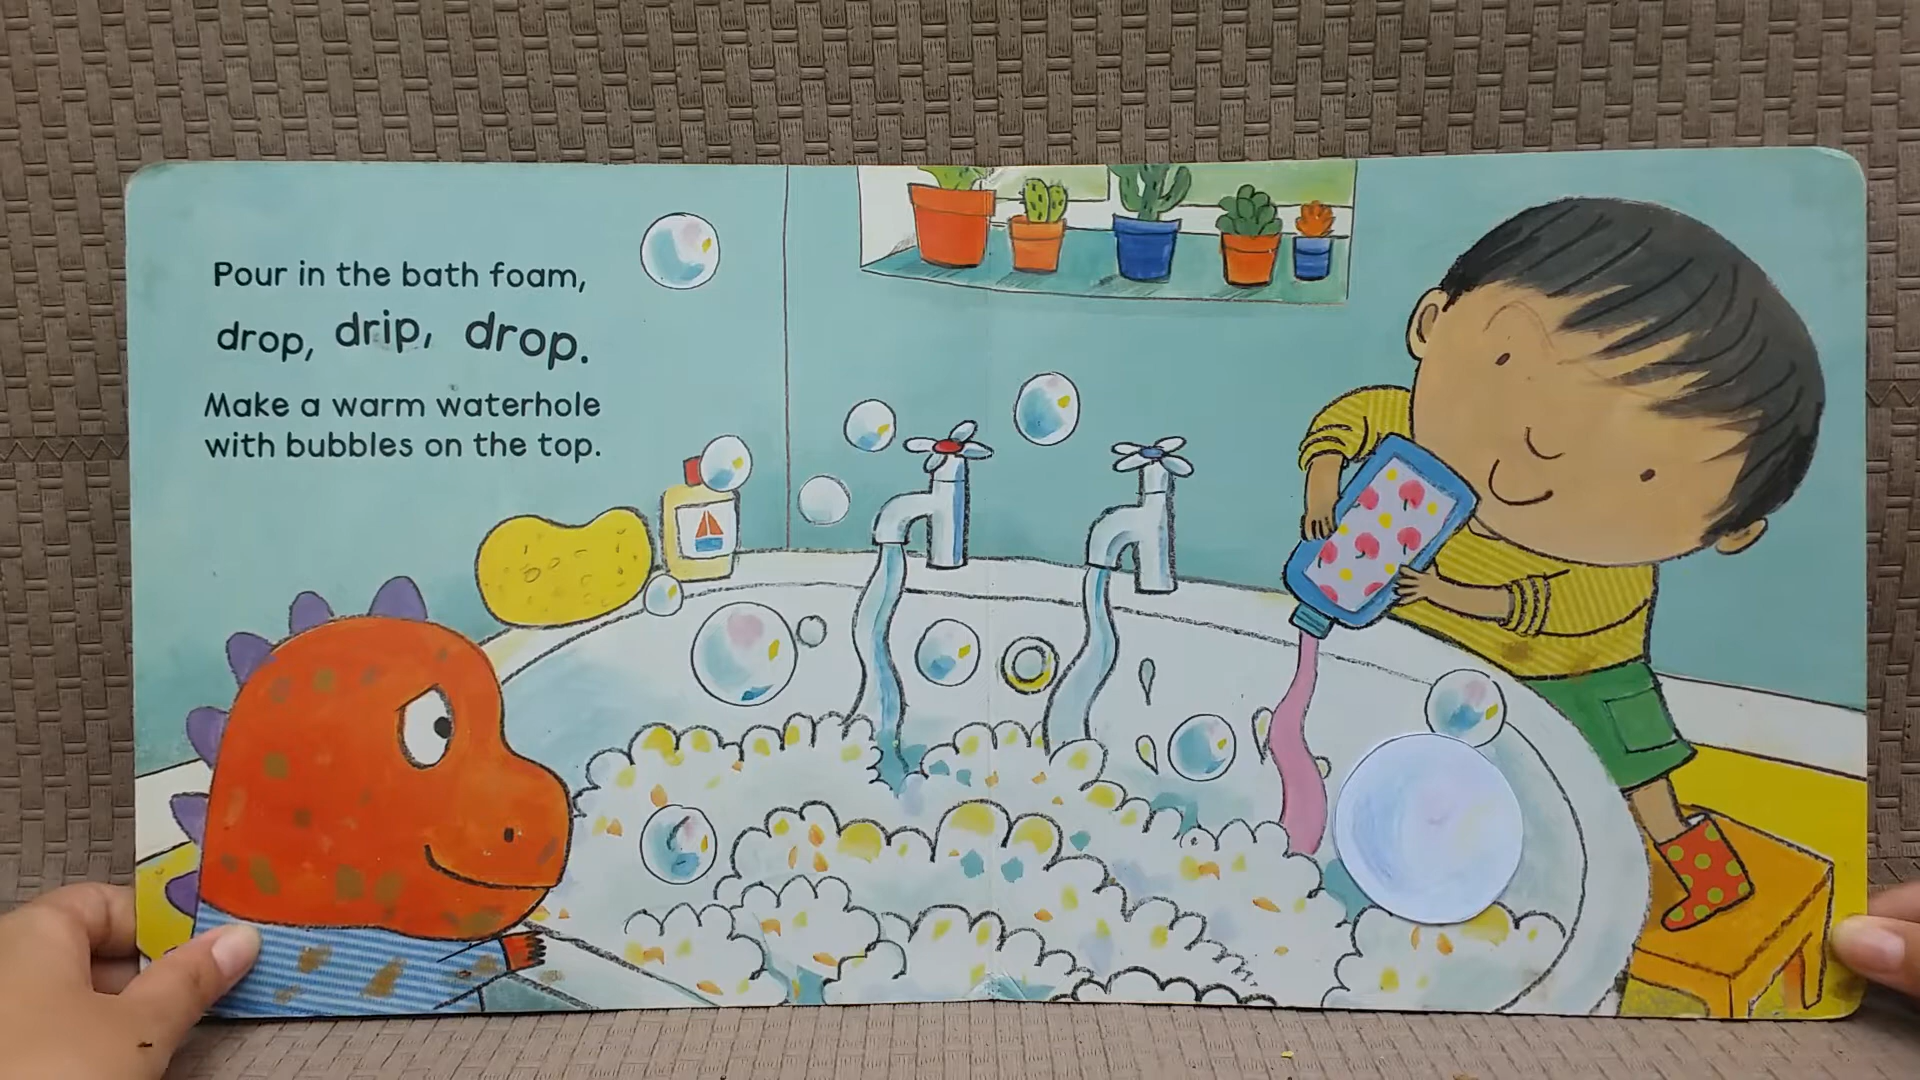 Pour in the bath foam,
drop, drip, drop.
Make a warm waterhole
with bubbles on the top.